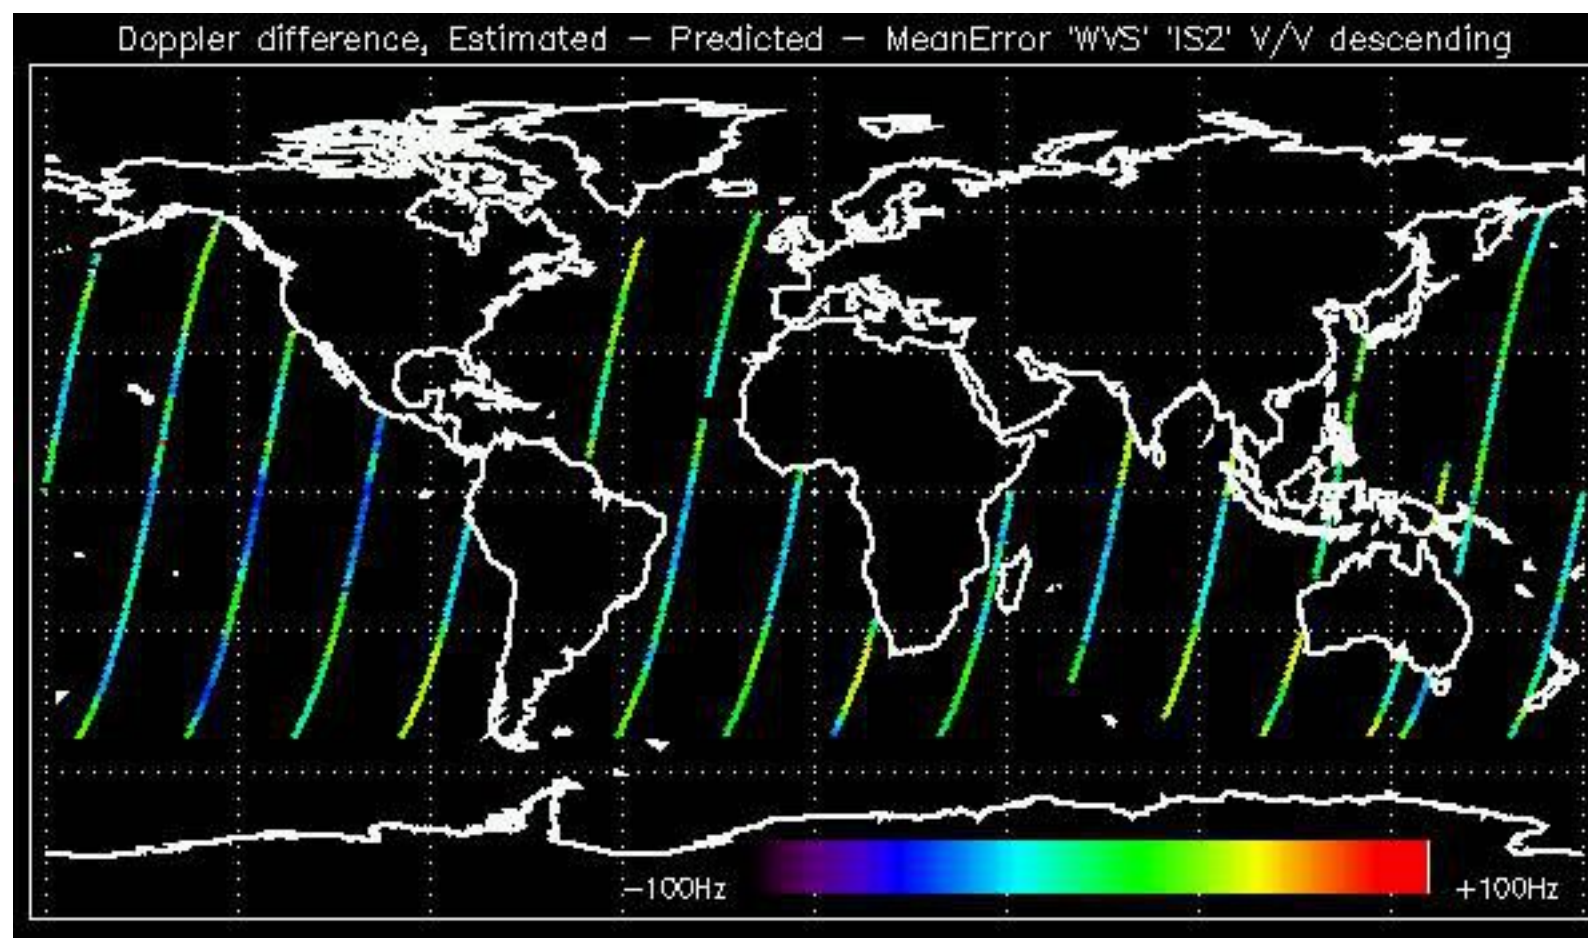 Doppler difference, Estimated – Predicted – MeanError 'WVS' 'IS2' V/V descending
–100Hz +100Hz